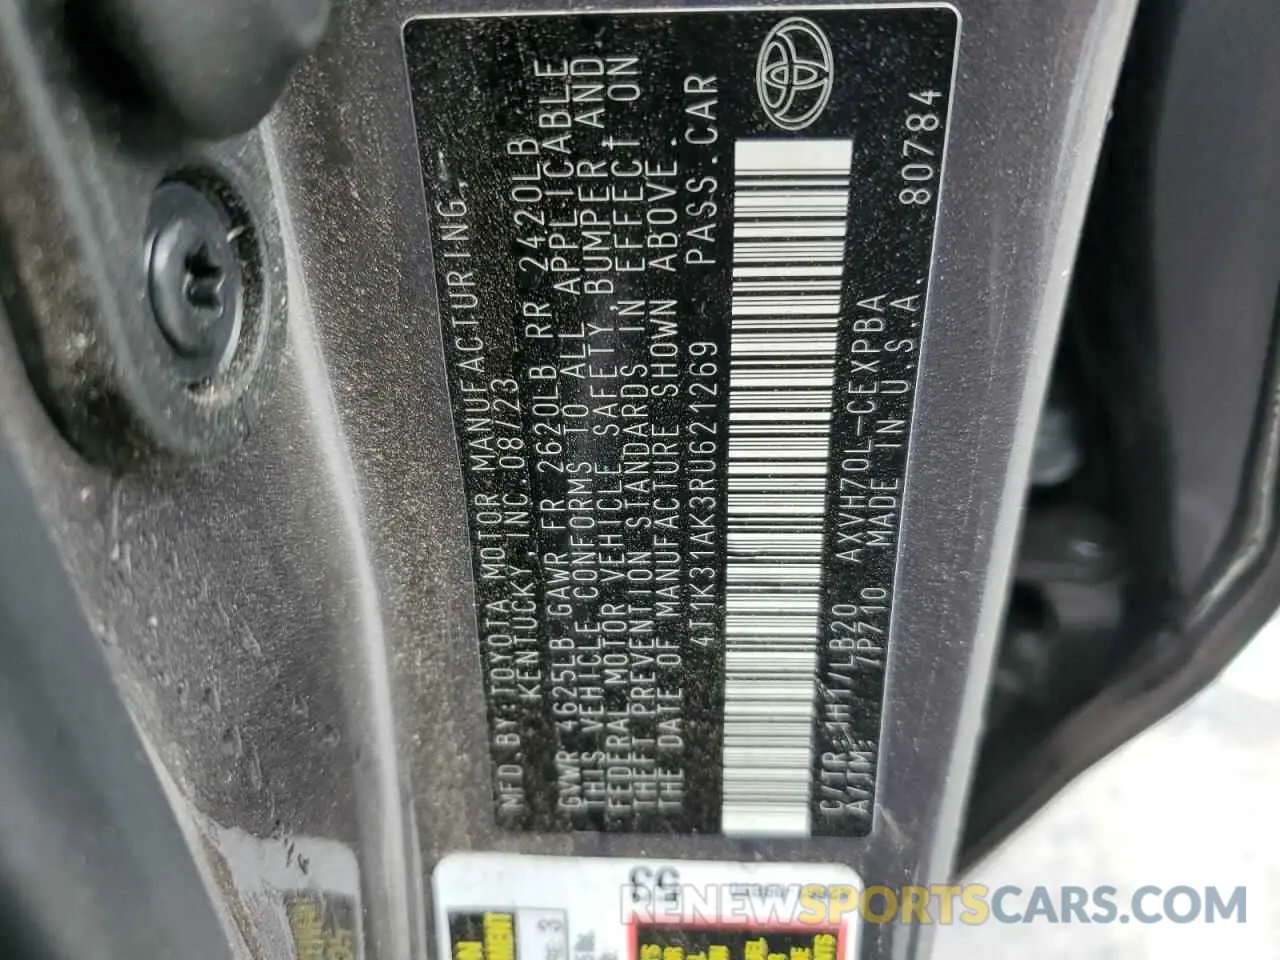 MFD. BY: TOYOTA MOTOR MANUFACTURING,
KENTUCKY, INC. 08/23
GVWR 4625LB GAWR FR 2620LB RR 2420LB
THIS VEHICLE CONFORMS TO ALL APPLICABLE
FEDERAL MOTOR VEHICLE SAFETY, BUMPER AND
THEFT PREVENTION STANDARDS IN EFFECT ON
THE DATE OF MANUFACTURE SHOWN ABOVE.
4T1K31AK3RU621269 PASS. CAR
C/TR: 1H1/LB20 AXVH70L-CEXPBA
A/TM: MADE IN U.S.A.
80784
53
RENEWSPORTSCARS.COM